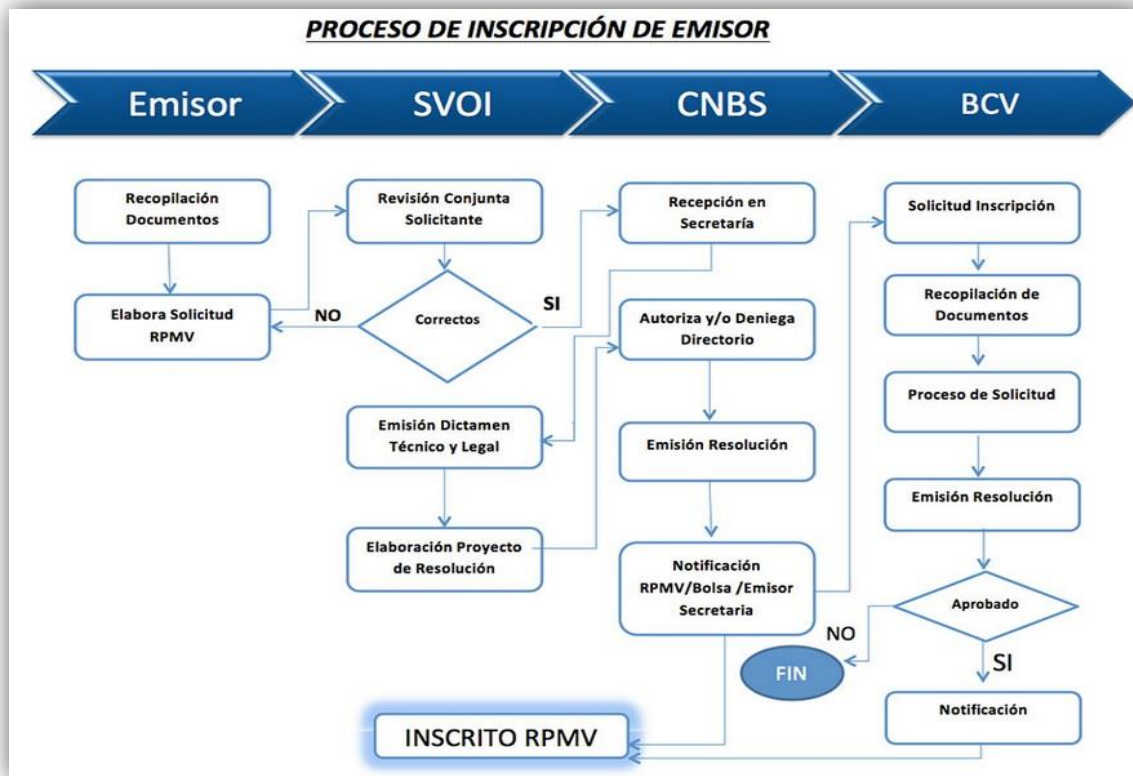 PROCESO DE INSCRIPCIÓN DE EMISOR
Emisor
SVOI
CNBS
BCV
Recopilación
Documentos
Elabora Solicitud
RPMV
Revisión Conjunta
Solicitante
Correctos
NO
SI
Emisión Dictamen
Técnico y Legal
Elaboración Proyecto
de Resolución
Recepción en
Secretaría
Autoriza y/o Deniega
Directorio
Emisión Resolución
Notificación
RPMV/Bolsa /Emisor
Secretaria
Solicitud Inscripción
Recopilación de
Documentos
Proceso de Solicitud
Emisión Resolución
Aprobado
NO
FIN
SI
Notificación
INSCRITO RPMV